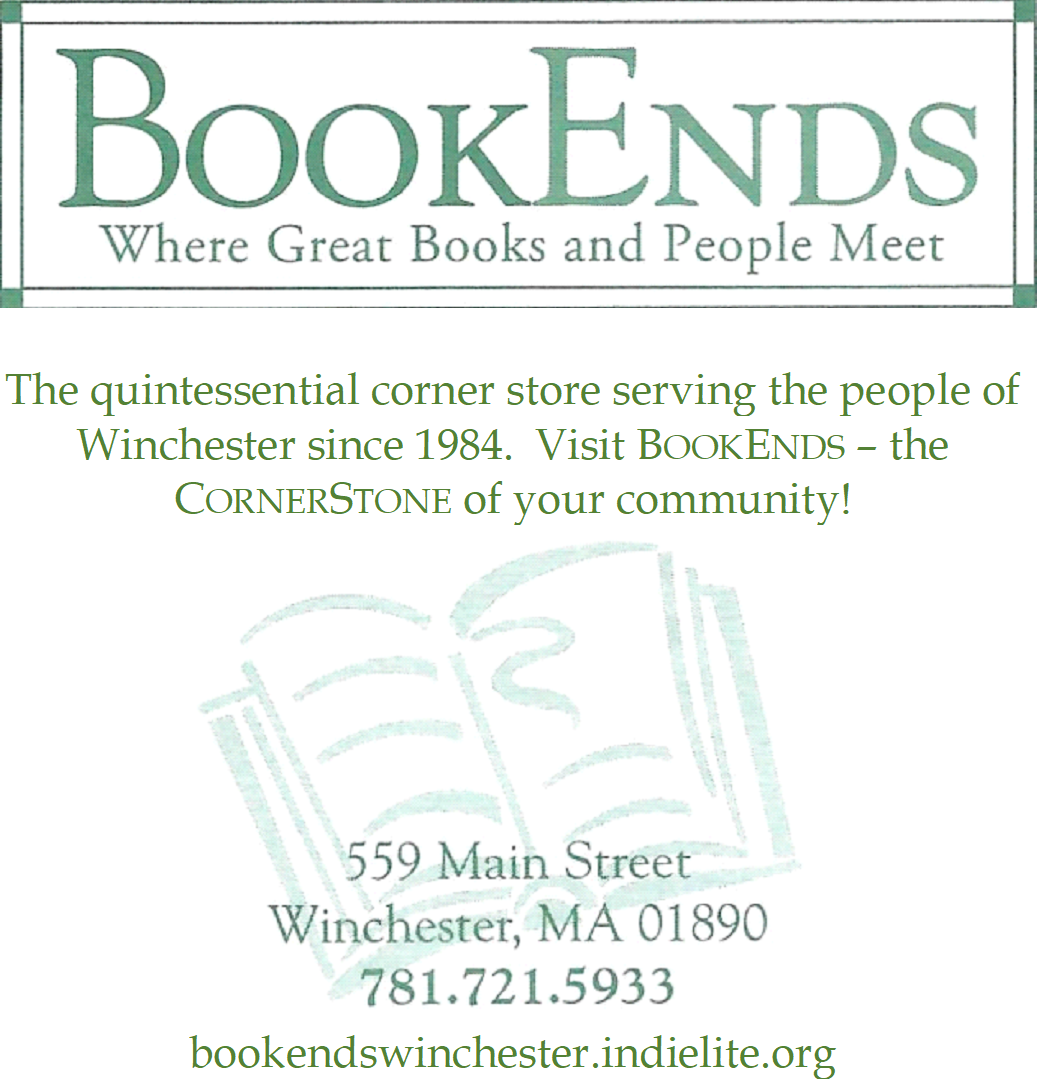 BOOKENDS
Where Great Books and People Meet
The quintessential corner store serving the people of
Winchester since 1984.  Visit BOOKENDS – the
CORNERSTONE of your community!
559 Main Street
Winchester, MA 01890
781.721.5933
bookendswinchester.indielite.org